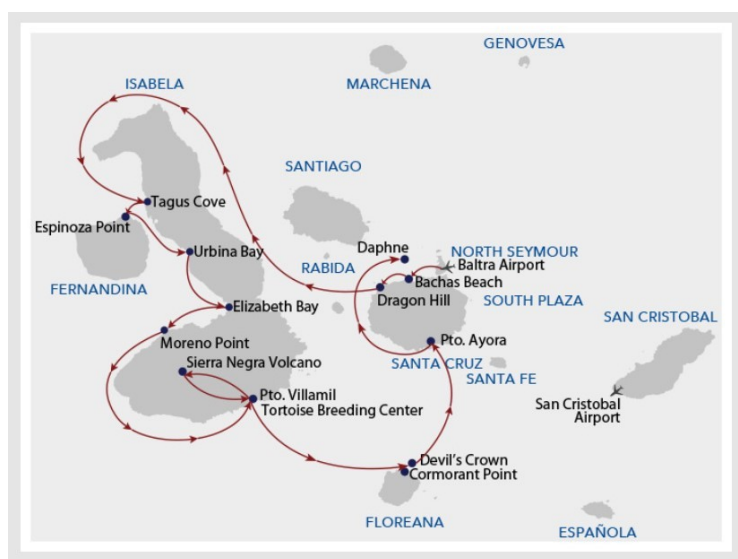 GENOVESA
MARCHENA
ISABELA
SANTIAGO
Tagus Cove
Espinoza Point
Urbina Bay
Daphne
NORTH SEYMOUR
Baltra Airport
RABIDA
Bachas Beach
FERNANDINA
Dragon Hill
SOUTH PLAZA
Elizabeth Bay
SAN CRISTOBAL
Moreno Point
Pto. Ayora
Sierra Negra Volcano
SANTA CRUZ
SANTA FE
Pto. Villamil
Tortoise Breeding Center
San Cristobal
Airport
Devil's Crown
Cormorant Point
FLOREANA
ESPAÑOLA